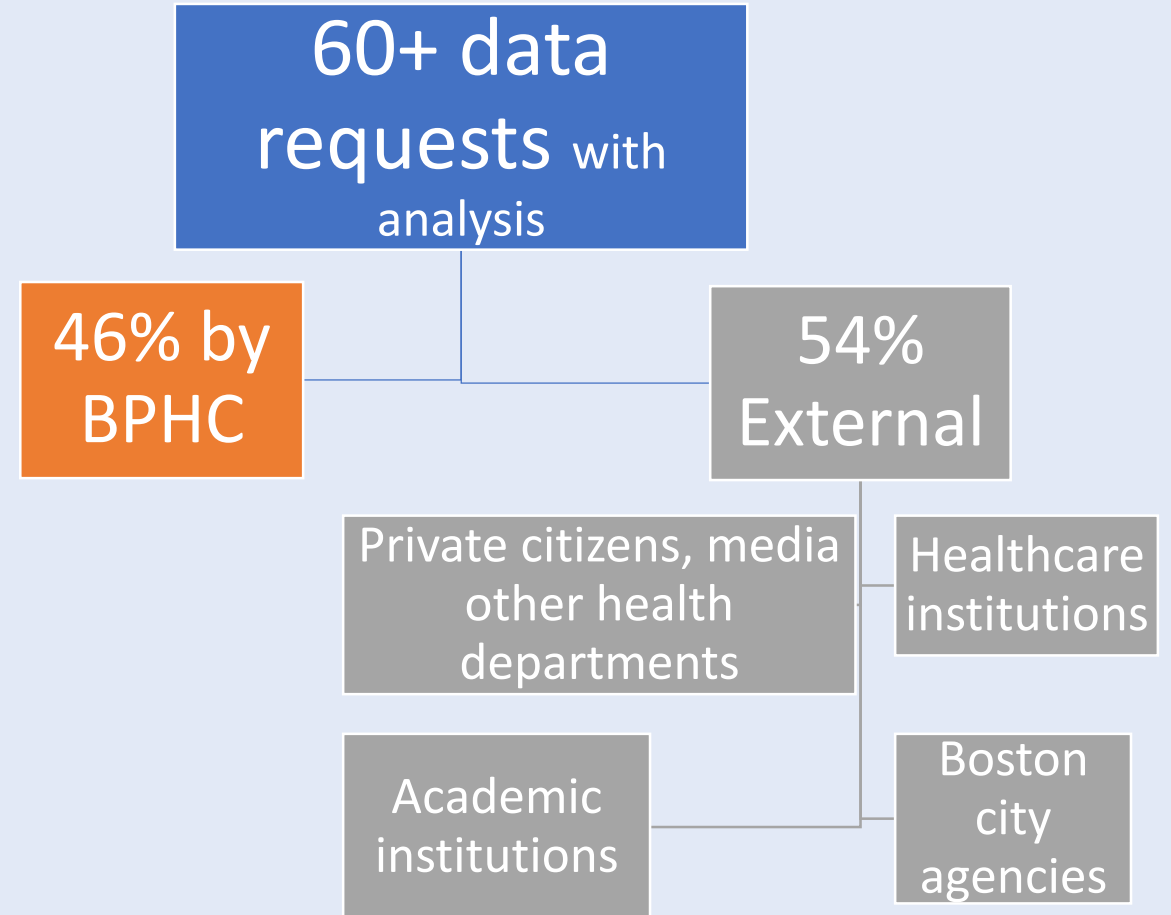 60+ data
requests with
analysis
46% by
BPHC
54%
External
Private citizens, media
other health
departments
Healthcare
institutions
Academic
institutions
Boston
city
agencies